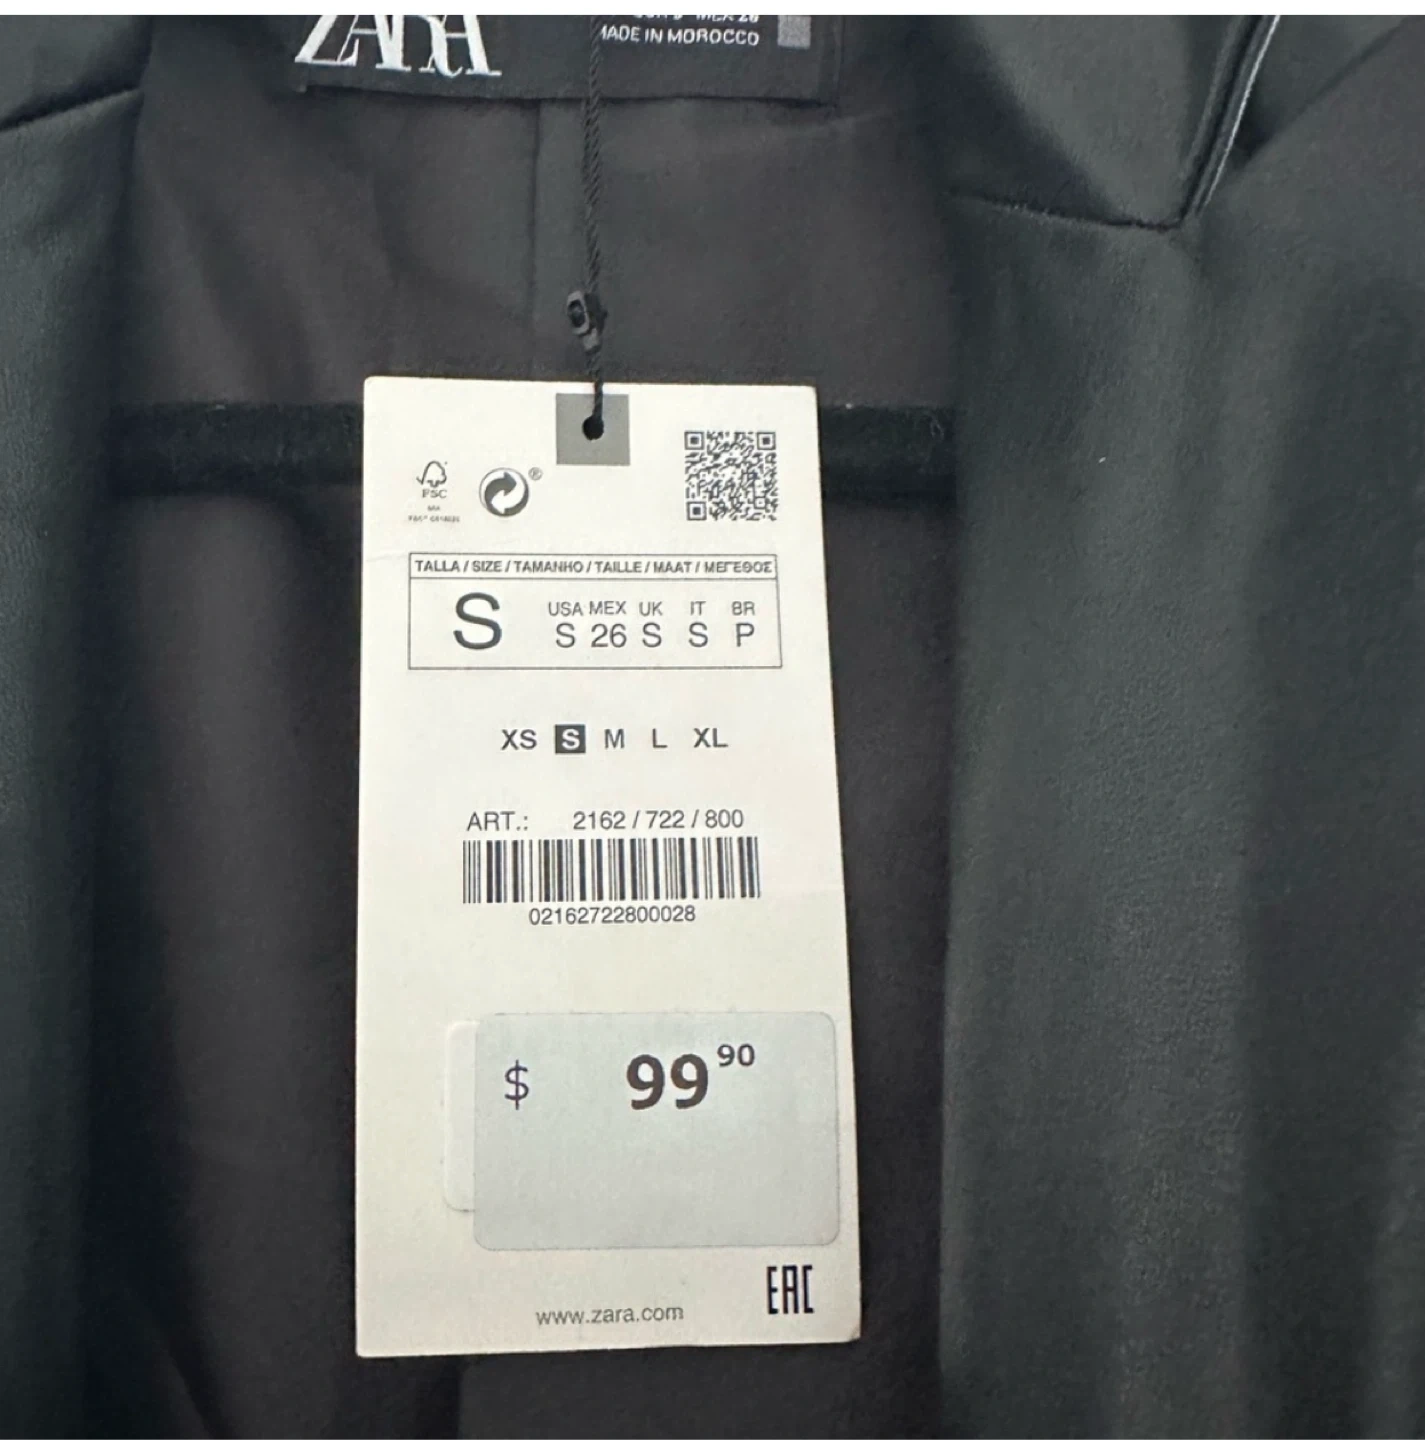 ZARA
MADE IN MOROCCO
FSC
®
TALLA / SIZE / TAMANHO / TAILLE / MAAT / ΜΕΓΕΘΟΣ
S
USA MEX UK IT BR
S 26 S S P
XS S M L XL
ART.: 2162 / 722 / 800
02162722800028
$ 99 90
EAC
www.zara.com